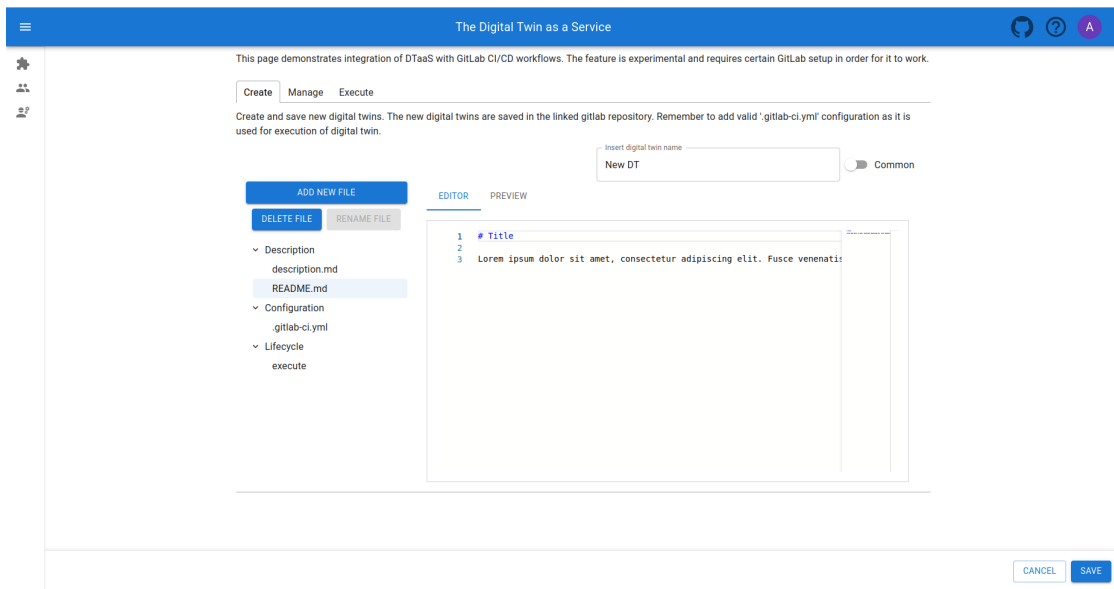 The Digital Twin as a Service
A
This page demonstrates integration of DTaaS with GitLab CI/CD workflows. The feature is experimental and requires certain GitLab setup in order for it to work.
Create Manage Execute
Create and save new digital twins. The new digital twins are saved in the linked gitlab repository. Remember to add valid '.gitlab-ci.yml' configuration as it is
used for execution of digital twin.
Insert digital twin name
New DT
Common
ADD NEW FILE
DELETE FILE RENAME FILE
Description
description.md
README.md
Configuration
.gitlab-ci.yml
Lifecycle
execute
EDITOR PREVIEW
1 # Title
2
3 Lorem ipsum dolor sit amet, consectetur adipiscing elit. Fusce venenatis
CANCEL SAVE